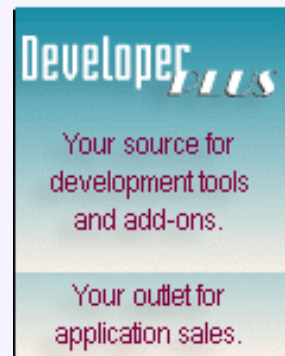 Developer
PLUS
Your source for
development tools
and add-ons.
Your outlet for
application sales.